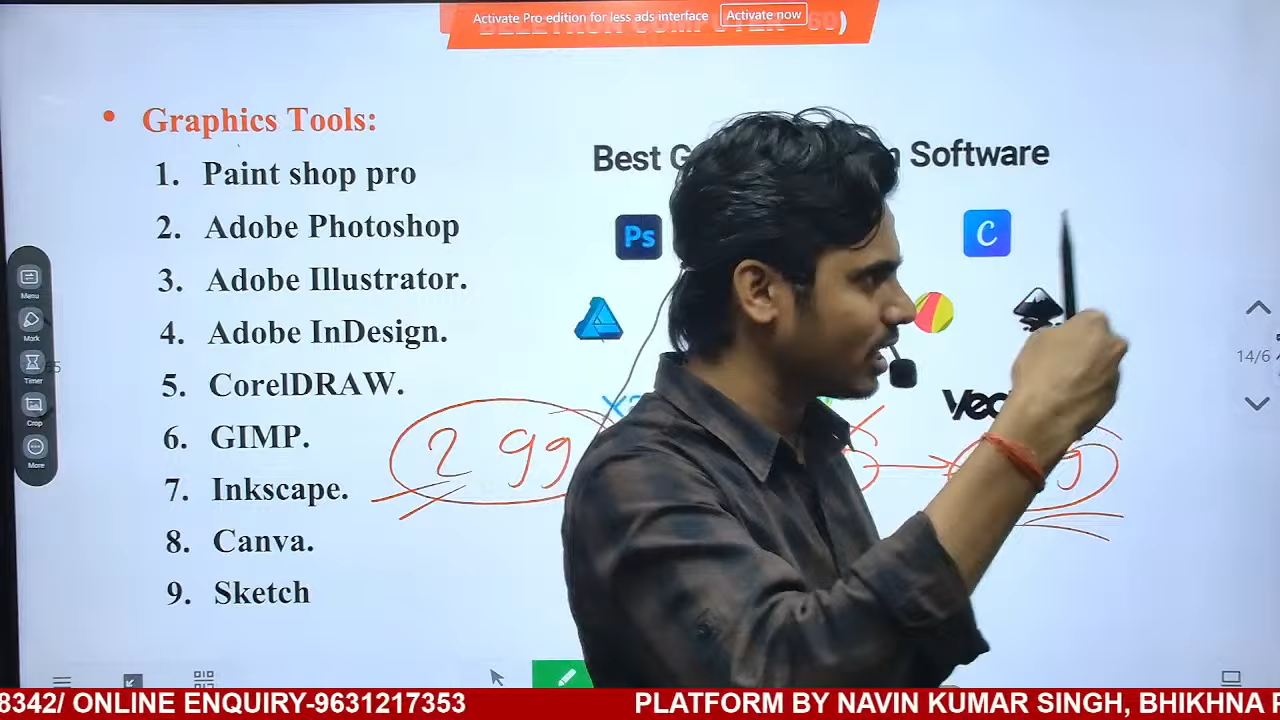 Activate Pro edition for less ads interface Activate now
• Graphics Tools:
1. Paint shop pro
2. Adobe Photoshop
3. Adobe Illustrator.
4. Adobe InDesign.
5. CorelDRAW.
6. GIMP.
7. Inkscape.
8. Canva.
9. Sketch
Best Software
Ps
C
299
Menu
Mark
Timer
Crop
More
14/6
8342/ ONLINE ENQUIRY-9631217353 PLATFORM BY NAVIN KUMAR SINGH, BHIKHNA